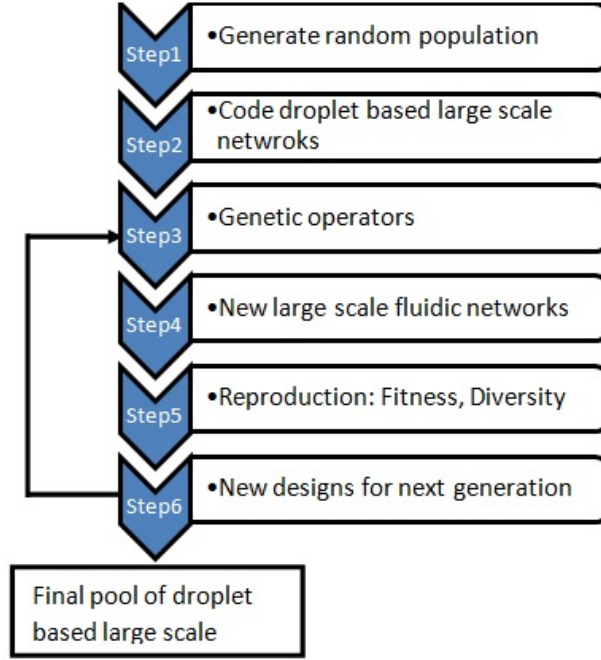 Step1
•Generate random population
Step2
•Code droplet based large scale
netwroks
Step3
•Genetic operators
Step4
•New large scale fluidic networks
Step5
•Reproduction: Fitness, Diversity
Step6
•New designs for next generation
Final pool of droplet
based large scale